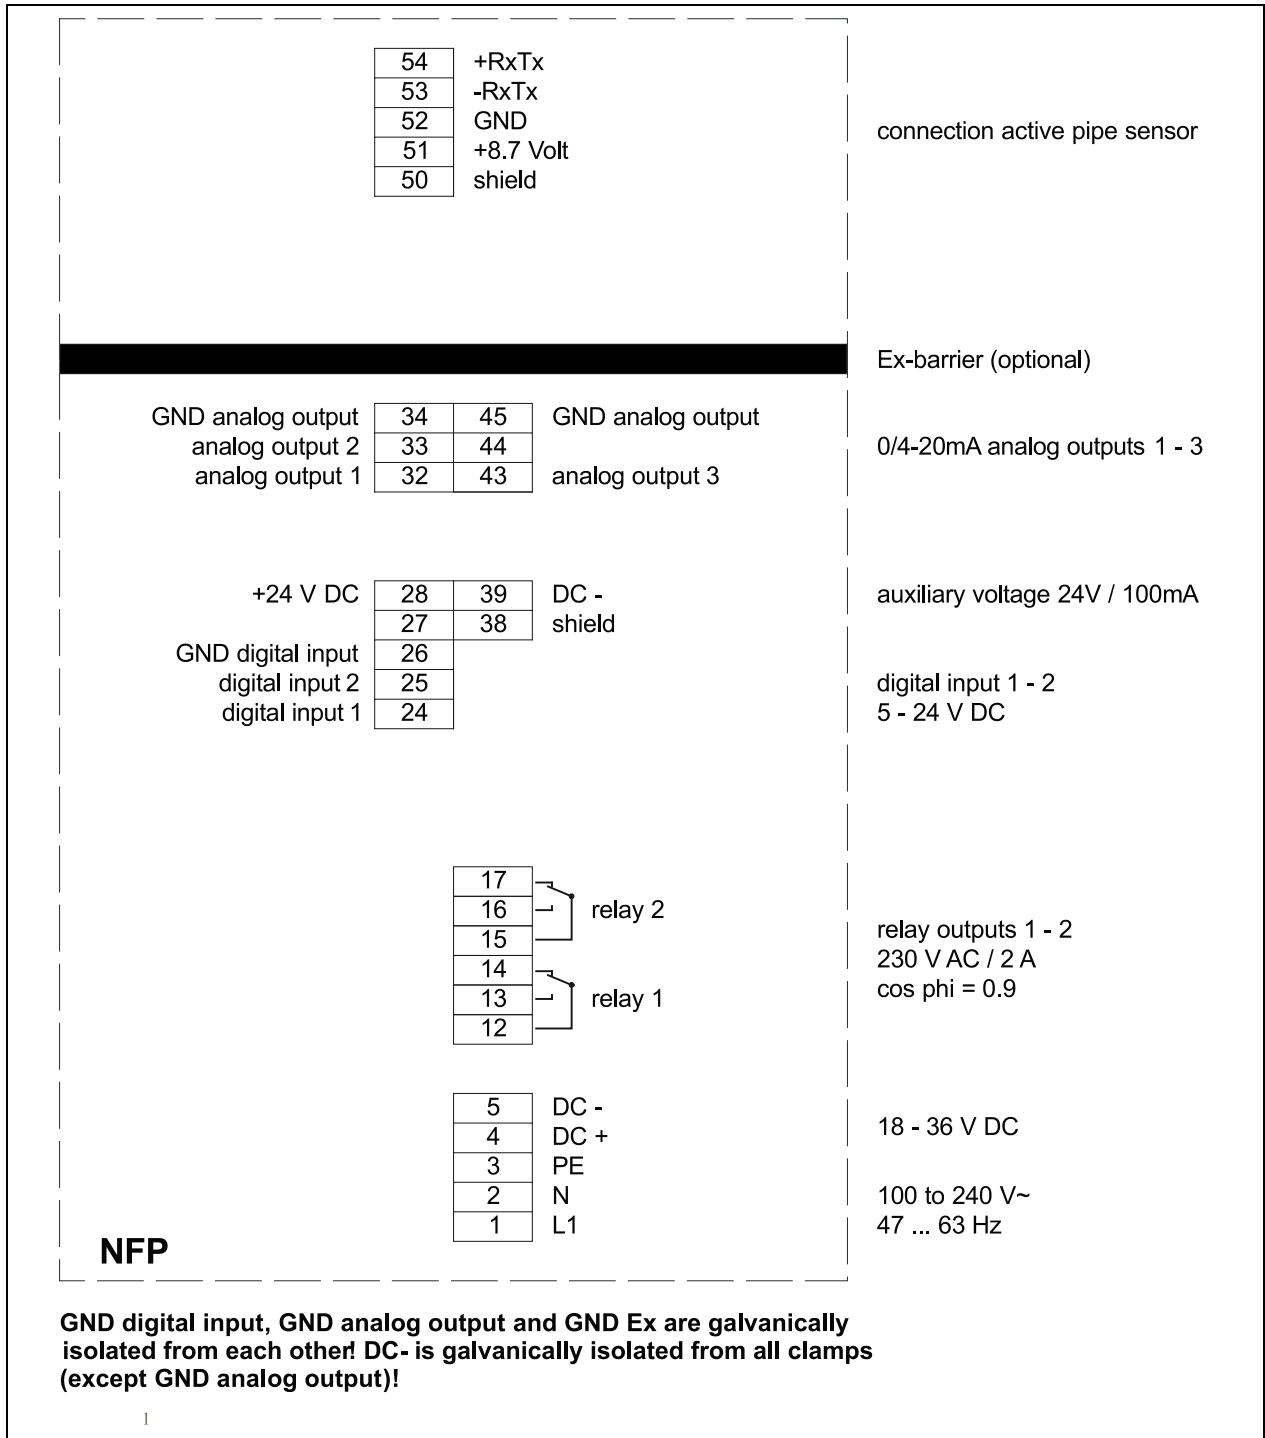 54 +RxTx
53 -RxTx
52 GND
51 +8.7 Volt
50 shield
connection active pipe sensor
Ex-barrier (optional)
GND analog output 34 45 GND analog output
analog output 2 33 44
analog output 1 32 43 analog output 3
0/4-20mA analog outputs 1 - 3
+24 V DC 28 39 DC -
27 38 shield
GND digital input 26
digital input 2 25
digital input 1 24
auxiliary voltage 24V / 100mA
digital input 1 - 2
5 - 24 V DC
17
16 relay 2
15
14
13 relay 1
12
relay outputs 1 - 2
230 V AC / 2 A
cos phi = 0.9
5 DC -
4 DC +
3 PE
2 N
1 L1
18 - 36 V DC
100 to 240 V~
47 ... 63 Hz
NFP
GND digital input, GND analog output and GND Ex are galvanically
isolated from each other! DC- is galvanically isolated from all clamps
(except GND analog output)!
1